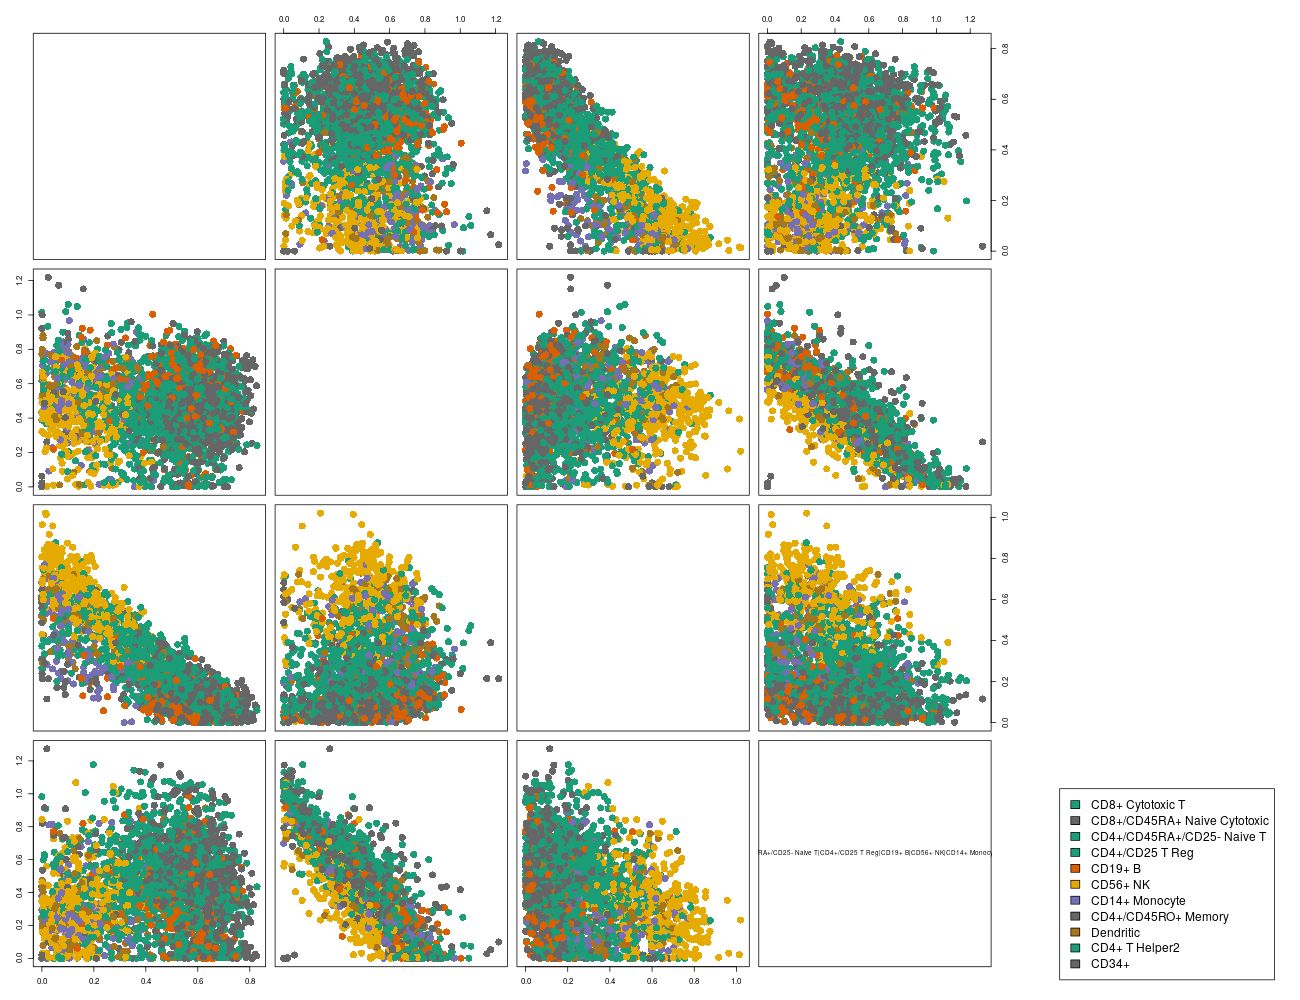 0.0 0.2 0.4 0.6 0.8 1.0 1.2
0.0 0.2 0.4 0.6 0.8 1.0 1.2
0.8
0.6
0.4
0.2
0.0
1.2
1.0
0.8
0.6
0.4
0.2
0.0
1.0
0.8
0.6
0.4
0.2
0.0
1.2
1.0
0.8
0.6
0.4
0.2
0.0
RA+/CD25- Naive T|CD4+/CD25 T Reg|CD19+ B|CD56+ NK|CD14+ Monocy
0.0 0.2 0.4 0.6 0.8
0.0 0.2 0.4 0.6 0.8 1.0
CD8+ Cytotoxic T
CD8+/CD45RA+ Naive Cytotoxic
CD4+/CD45RA+/CD25- Naive T
CD4+/CD25 T Reg
CD19+ B
CD56+ NK
CD14+ Monocyte
CD4+/CD45RO+ Memory
Dendritic
CD4+ T Helper2
CD34+